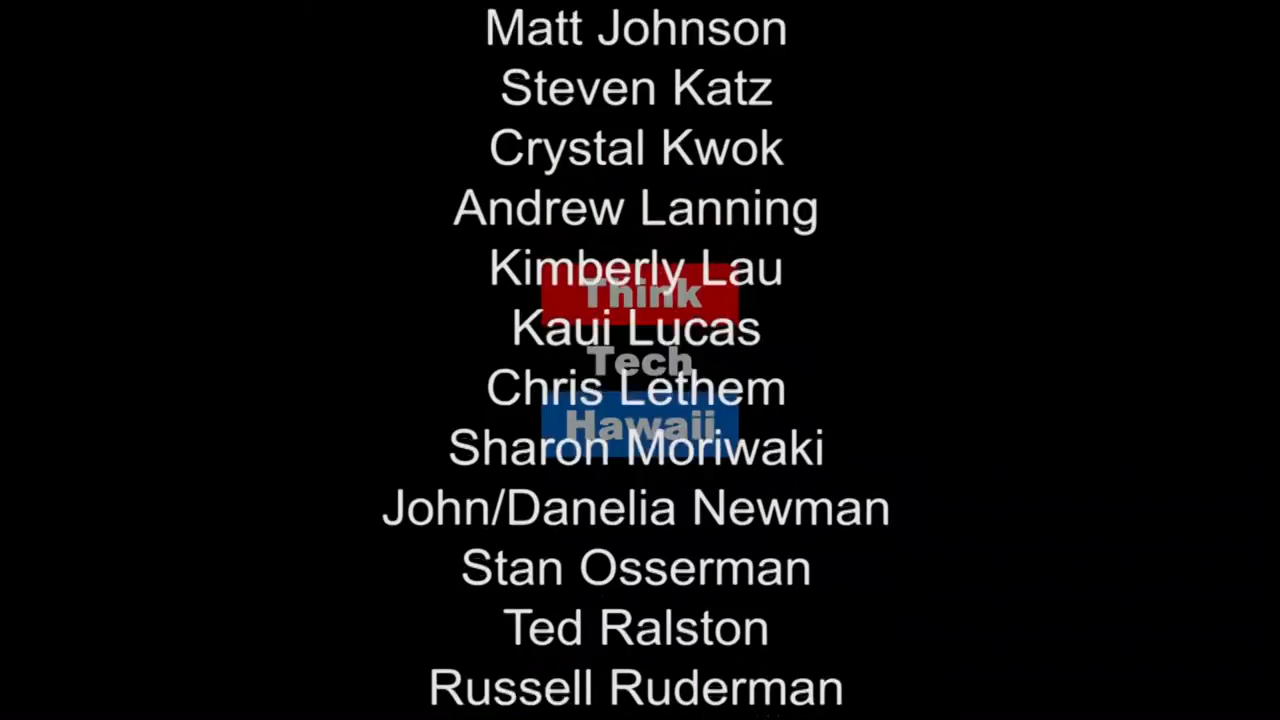 Matt Johnson
Steven Katz
Crystal Kwok
Andrew Lanning
Kimberly Lau
Think
Kaui Lucas
Tech
Chris Lethem
Hawaii
Sharon Moriwaki
John/Danelia Newman
Stan Osserman
Ted Ralston
Russell Ruderman